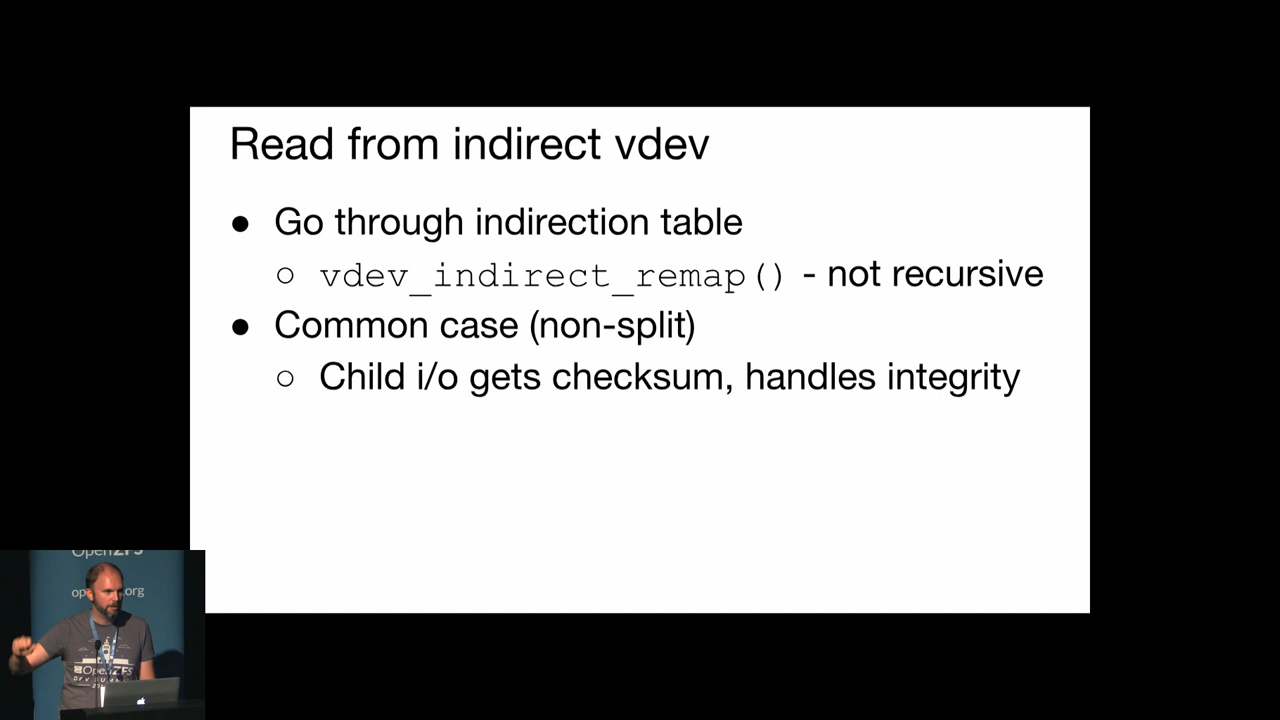 Read from indirect vdev
● Go through indirection table
○ vdev_indirect_remap() - not recursive
● Common case (non-split)
○ Child i/o gets checksum, handles integrity
OpenZFS
OpenZFS